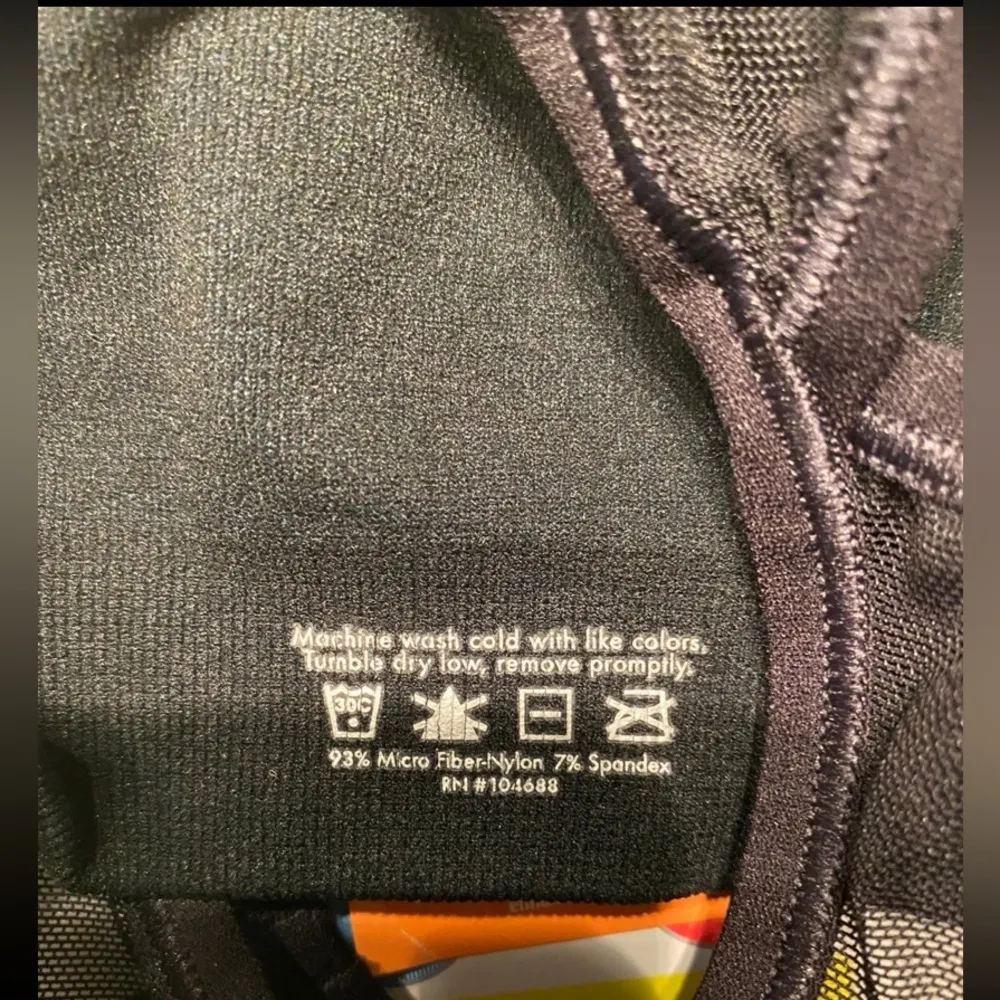 Machine wash cold with like colors.
Tumble dry low, remove promptly.
30C
93% Micro Fiber-Nylon 7% Spandex
RN #104688